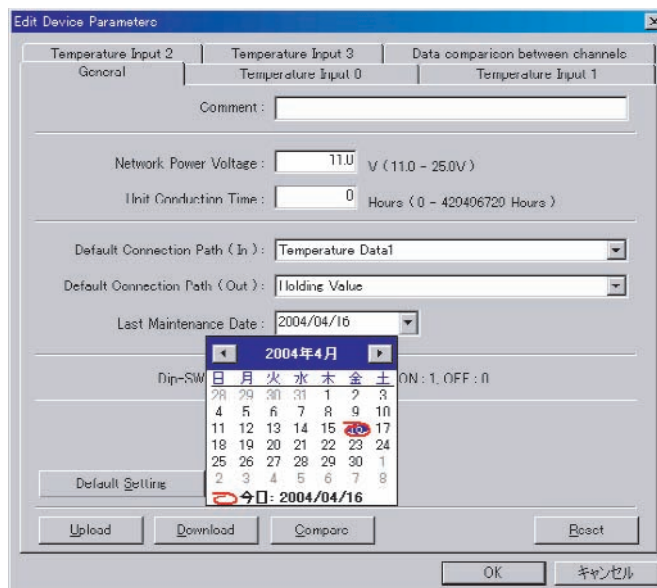 Edit Device Parameters
Temperature Input 2 Temperature Input 3 Data comparison between channels
General Temperature Input 0 Temperature Input 1
Comment :
Network Power Voltage : 11.0 V ( 11.0 - 25.0V )
Unit Conduction Time : 0 Hours ( 0 - 429496729 Hours )
Default Connection Path ( In ) : Temperature Data1
Default Connection Path ( Out ) : Holding Value
Last Maintenance Date : 2004/04/16
2004年4月
Dip-SW ON : 1, OFF : 0
日 月 火 水 木 金 土
28 29 30 31 1 2 3
4 5 6 7 8 9 10
11 12 13 14 15 16 17
18 19 20 21 22 23 24
25 26 27 28 29 30 1
2 3 4 5 6 7 8
今日: 2004/04/16
Default Setting
Upload Download Compare Reset
OK キャンセル